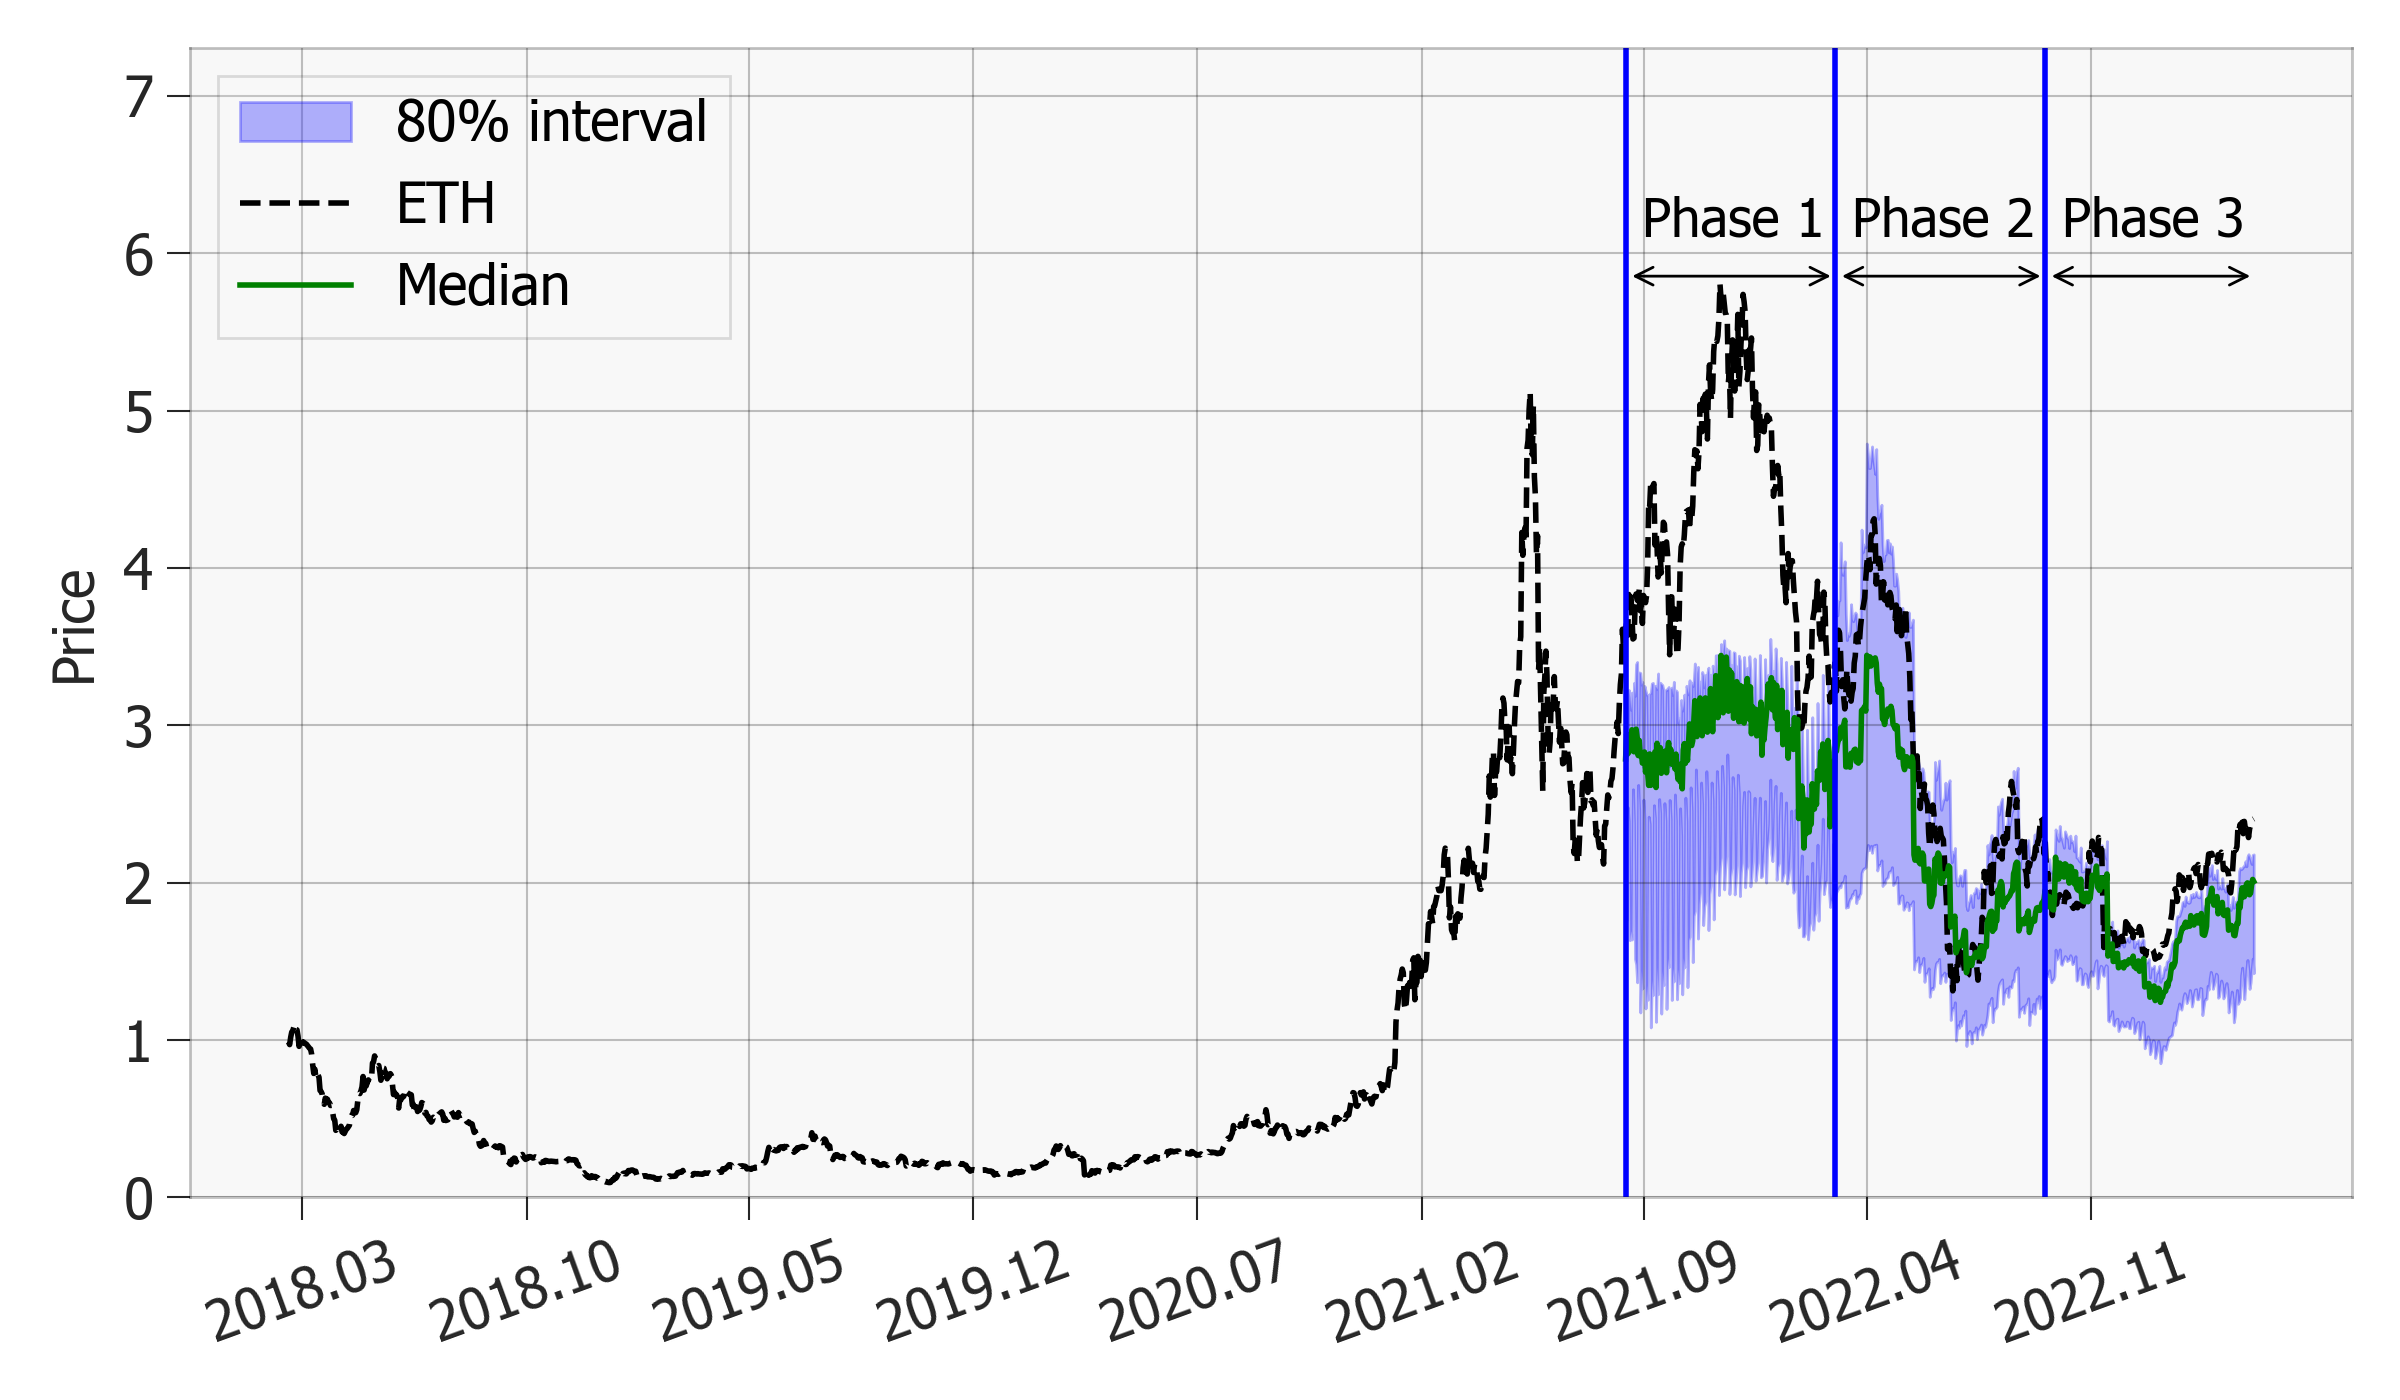 7
6
5
4
3
2
1
0
Price
80% interval
ETH
Median
Phase 1
Phase 2
Phase 3
2018.03
2018.10
2019.05
2019.12
2020.07
2021.02
2021.09
2022.04
2022.11